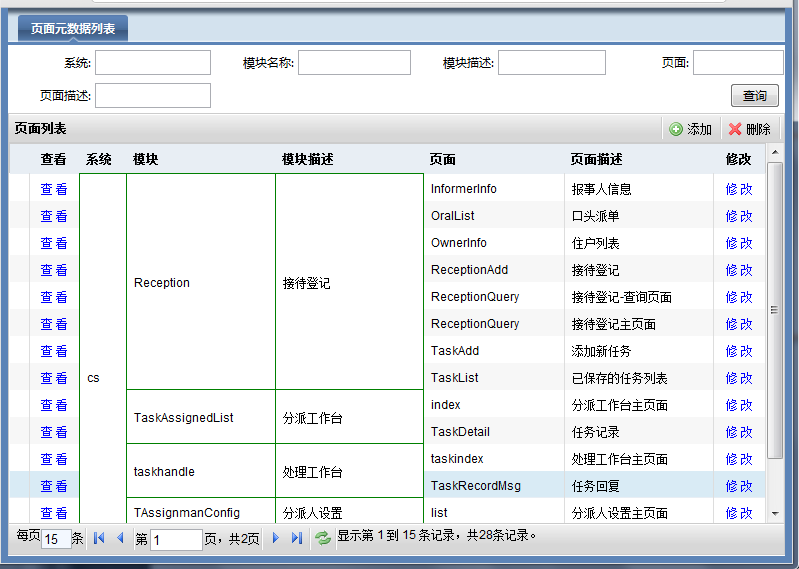 页面元数据列表
系统: 模块名称: 模块描述: 页面:
页面描述: 查询
页面列表 添加 删除
查看 系统 模块 模块描述 页面 页面描述 修改
查看 InformerInfo 报事人信息 修改
查看 OralList 口头派单 修改
查看 OwnerInfo 住户列表 修改
查看 ReceptionAdd 接待登记 修改
查看 Reception 接待登记 ReceptionQuery 接待登记-查询页面 修改
查看 ReceptionQuery 接待登记主页面 修改
查看 TaskAdd 添加新任务 修改
查看 cs TaskList 已保存的任务列表 修改
查看 TaskAssignedList 分派工作台 index 分派工作台主页面 修改
查看 TaskDetail 任务记录 修改
查看 taskhandle 处理工作台 taskindex 处理工作台主页面 修改
查看 TaskRecordMsg 任务回复 修改
查看 TAssignmanConfig 分派人设置 list 分派人设置主页面 修改
每页 15 条 第 1 页，共2页 显示第 1 到 15 条记录，共28条记录。